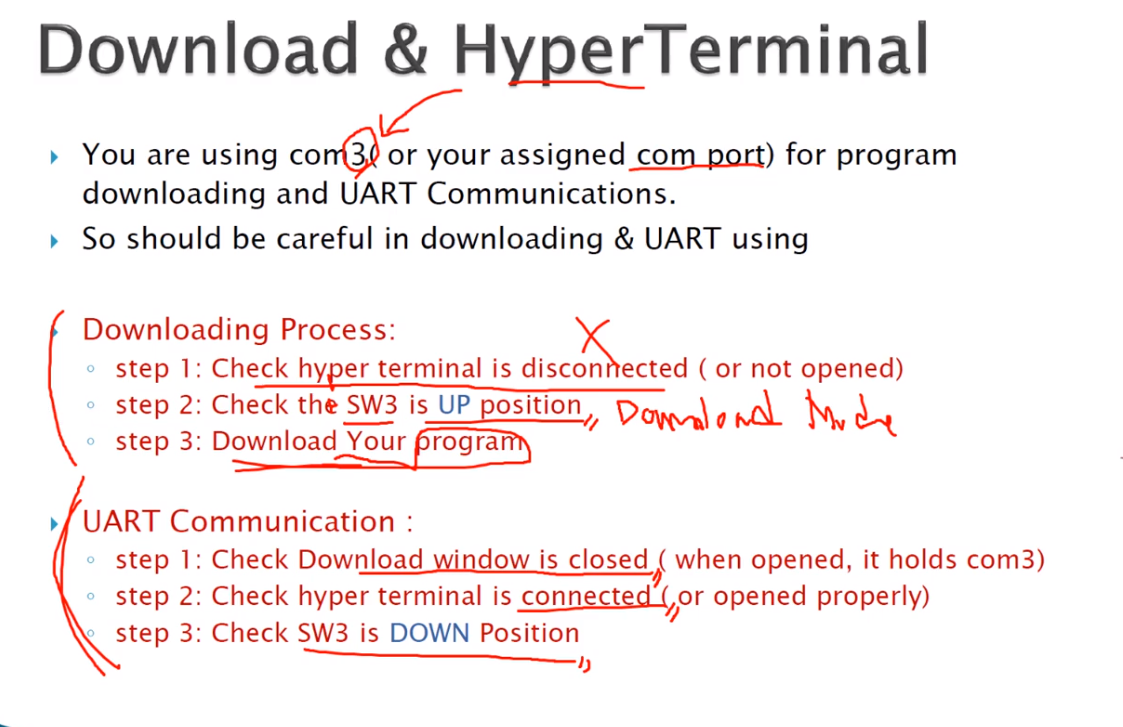 Download & HyperTerminal
You are using com3( or your assigned com port) for program
downloading and UART Communications.
So should be careful in downloading & UART using
Downloading Process:
step 1: Check hyper terminal is disconnected ( or not opened)
step 2: Check the SW3 is UP position,, Download Mode
step 3: Download Your program
UART Communication :
step 1: Check Download window is closed ( when opened, it holds com3)
step 2: Check hyper terminal is connected ( or opened properly)
step 3: Check SW3 is DOWN Position